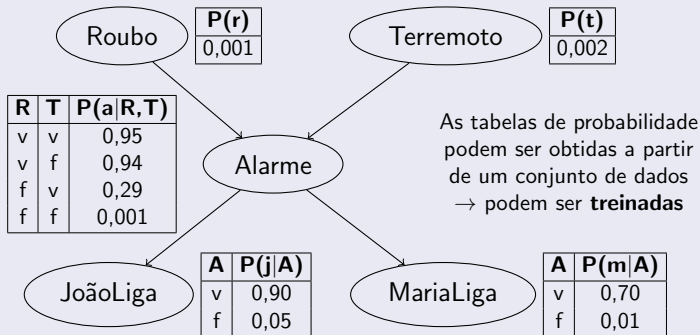 Roubo
P(r)
0,001
Terremoto
P(t)
0,002
R T P(a|R,T)
v v 0,95
v f 0,94
f v 0,29
f f 0,001
Alarme
As tabelas de probabilidade
podem ser obtidas a partir
de um conjunto de dados
→ podem ser treinadas
JoãoLiga
A P(j|A)
v 0,90
f 0,05
MariaLiga
A P(m|A)
v 0,70
f 0,01